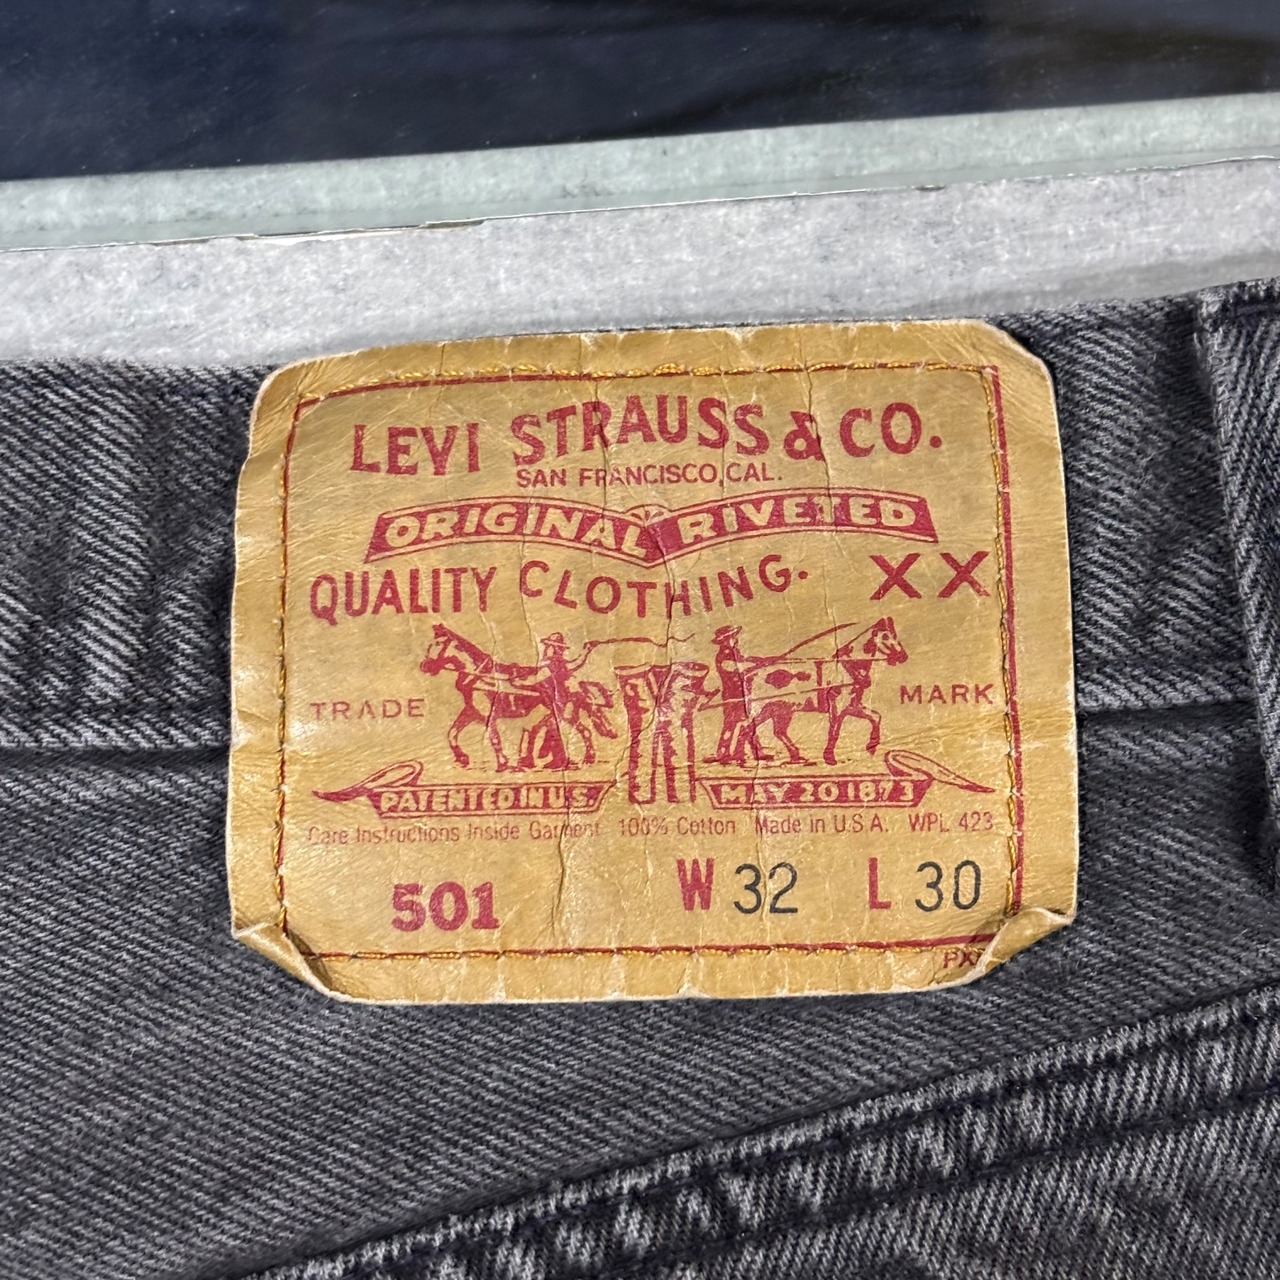 LEVI STRAUSS & CO.
SAN FRANCISCO, CAL.
ORIGINAL RIVETED
QUALITY CLOTHING. XX
TRADE MARK
PATENTED IN U.S. MAY 20 1873
Care Instructions Inside Garment 100% Cotton Made in U.S.A. WPL 423
501 W 32 L 30